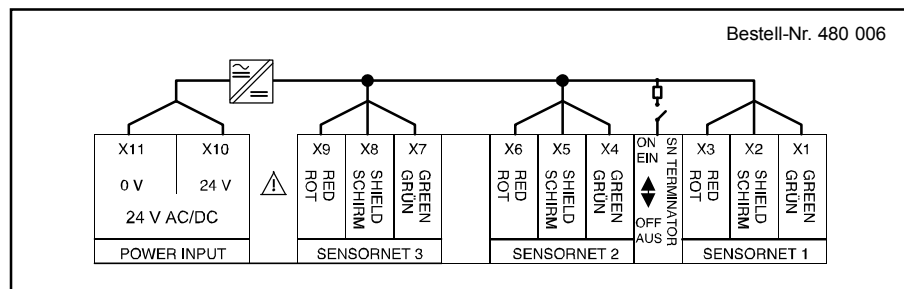 Bestell-Nr. 480 006
X11 X10 X9 X8 X7 X6 X5 X4 X3 X2 X1
0 V 24 V
24 V AC/DC
POWER INPUT
RED
ROT
SHIELD
SCHIRM
GREEN
GRÜN
SENSORNET 3
RED
ROT
SHIELD
SCHIRM
GREEN
GRÜN
SENSORNET 2
ON
EIN
OFF
AUS
SN TERMINATOR
RED
ROT
SHIELD
SCHIRM
GREEN
GRÜN
SENSORNET 1